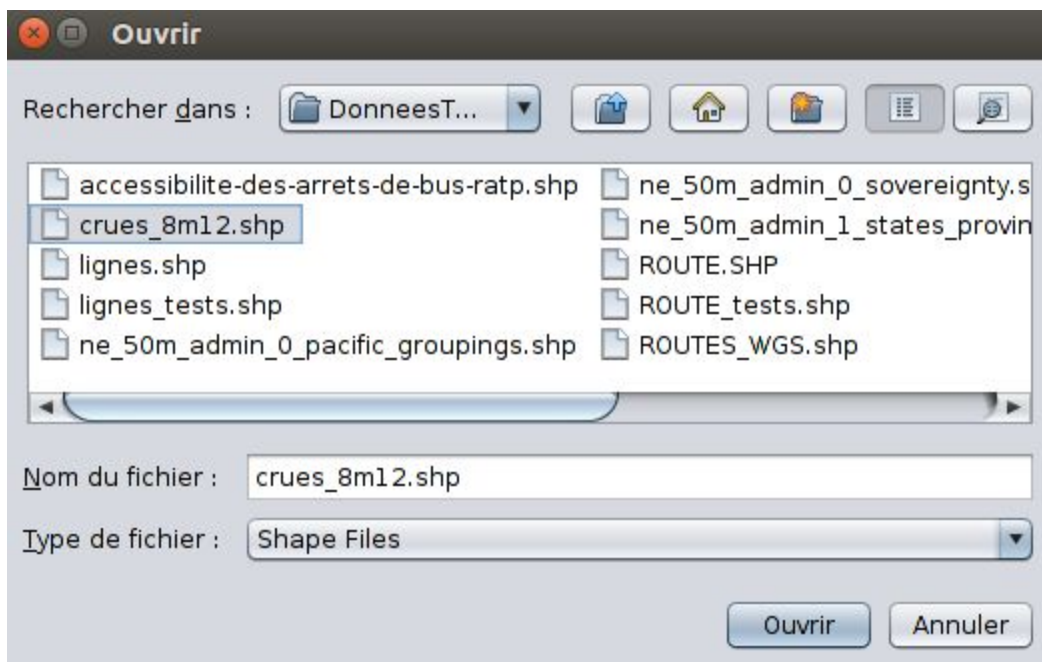 Ouvrir
Rechercher dans :
DonneesT...
accessibilite-des-arrets-de-bus-ratp.shp
crues_8m12.shp
lignes.shp
lignes_tests.shp
ne_50m_admin_0_pacific_groupings.shp
ne_50m_admin_0_sovereignty.s
ne_50m_admin_1_states_provin
ROUTE.SHP
ROUTE_tests.shp
ROUTES_WGS.shp
Nom du fichier :
crues_8m12.shp
Type de fichier :
Shape Files
Ouvrir
Annuler